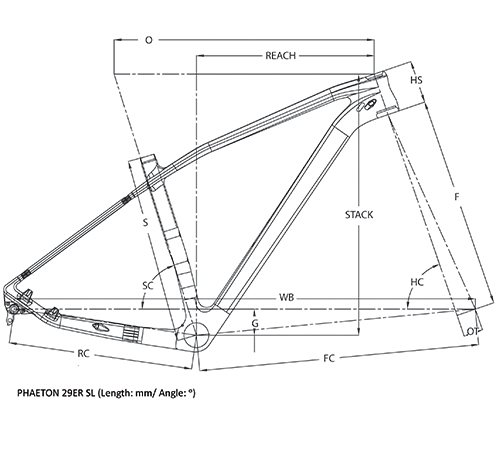 O
REACH
HS
F
S
STACK
SC
HC
WB
G
OT
RC
FC
PHAETON 29ER SL (Length: mm/ Angle: º)